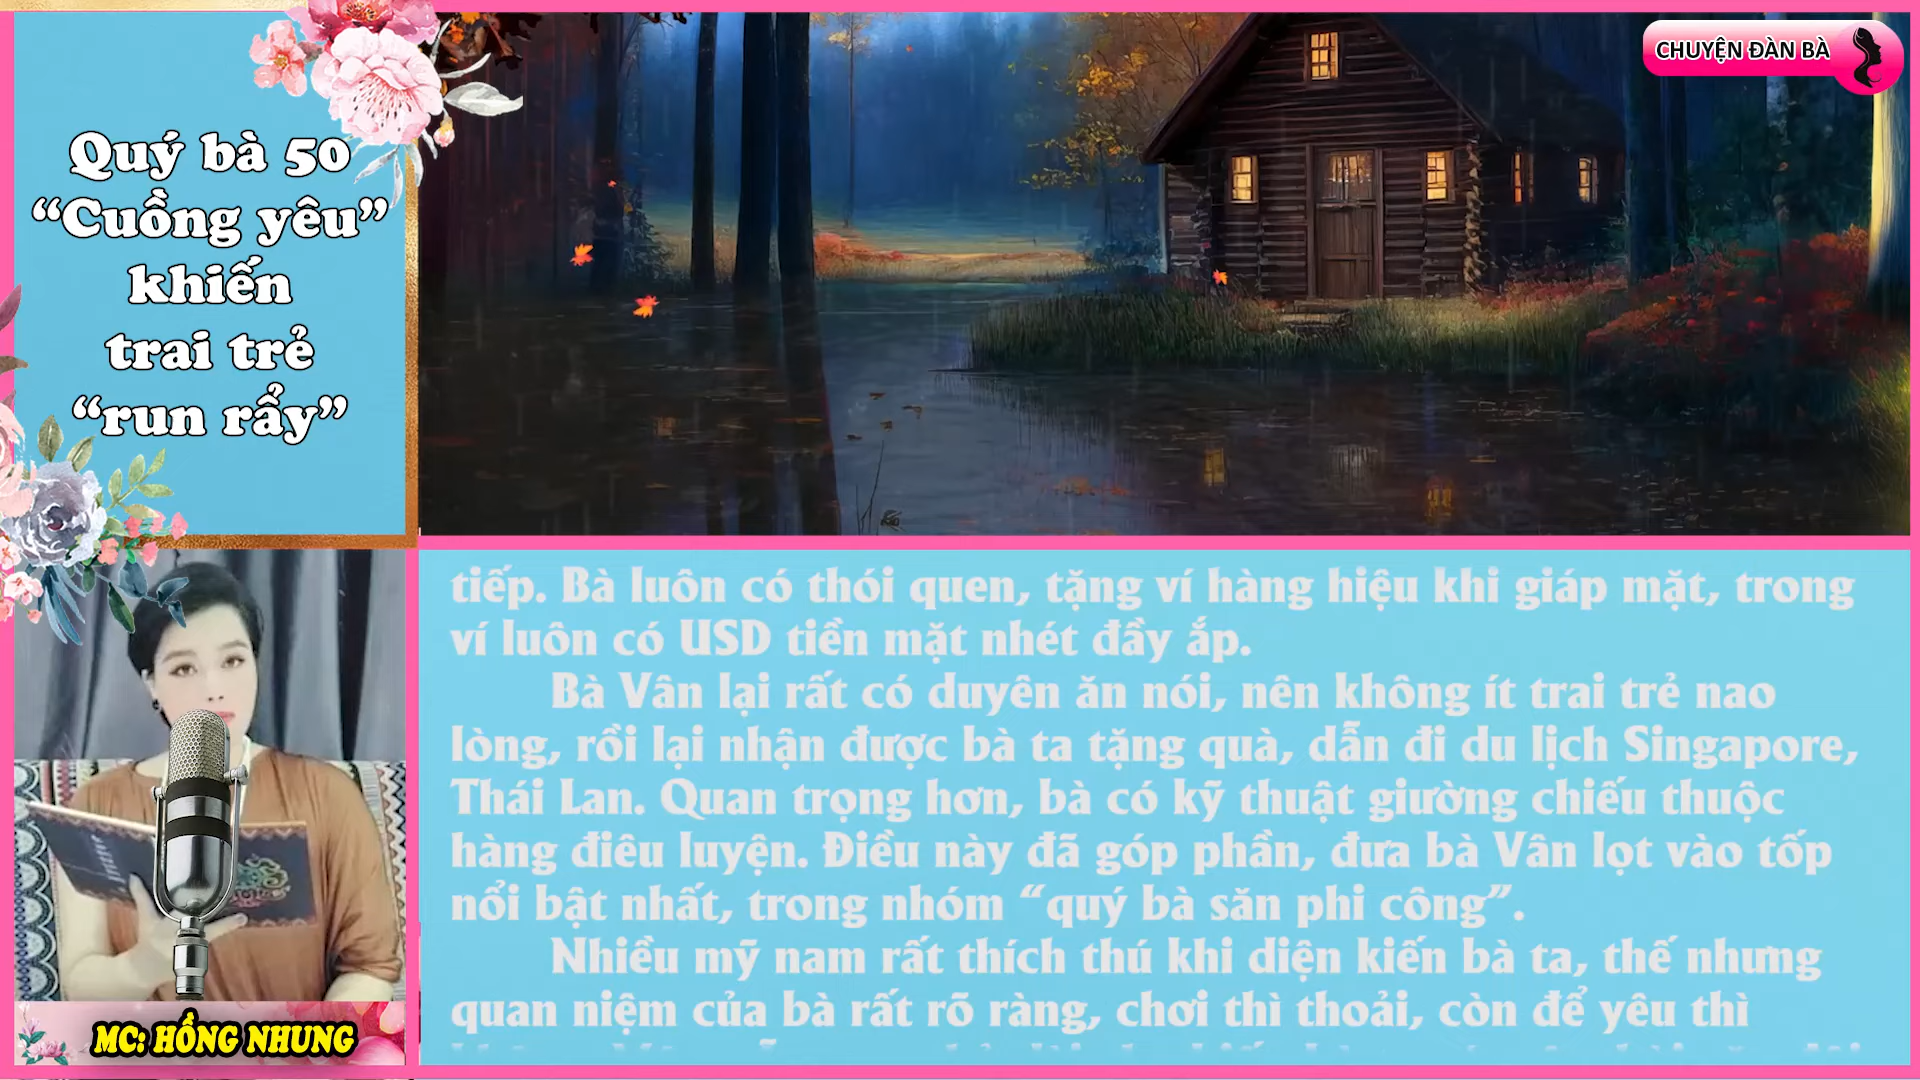 CHUYỆN ĐÀN BÀ
Quý bà 50
“Cuồng yêu”
khiến
trai trẻ
“run rẩy”
tiếp. Bà luôn có thói quen, tặng ví hàng hiệu khi giáp mặt, trong
ví luôn có USD tiền mặt nhét đầy ắp.
Bà Vân lại rất có duyên ăn nói, nên không ít trai trẻ nao
lòng, rồi lại nhận được bà ta tặng quà, dẫn đi du lịch Singapore,
Thái Lan. Quan trọng hơn, bà có kỹ thuật giường chiếu thuộc
hàng điêu luyện. Điều này đã góp phần, đưa bà Vân lọt vào tốp
nổi bật nhất, trong nhóm “quý bà săn phi công”.
Nhiều mỹ nam rất thích thú khi diện kiến bà ta, thế nhưng
quan niệm của bà rất rõ ràng, chơi thì thoải, còn để yêu thì
MC: HỒNG NHUNG